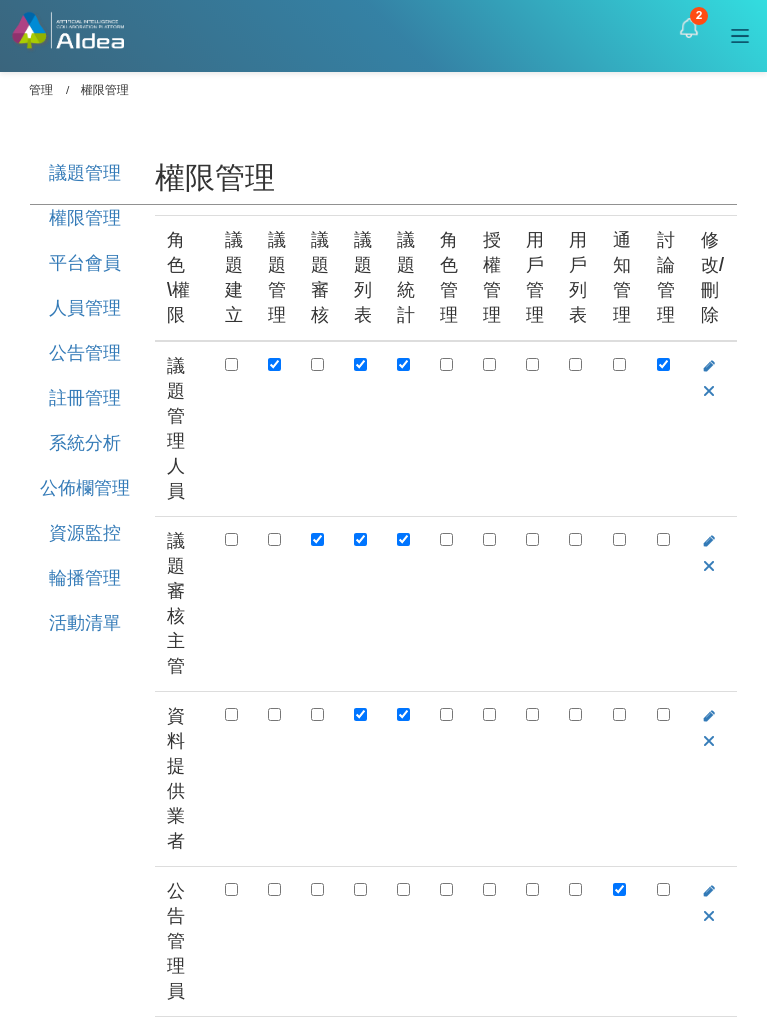 ARTIFICIAL INTELLIGENCE
COLLABORATION PLATFORM
AIdea
2
管理 / 權限管理
權限管理
議題管理
權限管理
平台會員
人員管理
公告管理
註冊管理
系統分析
公佈欄管理
資源監控
輪播管理
活動清單
角色\權限 議題建立 議題管理 議題審核 議題列表 議題統計 角色管理 授權管理 用戶管理 用戶列表 通知管理 討論管理 修改/刪除
議題管理人員
議題審核主管
資料提供業者
公告管理員